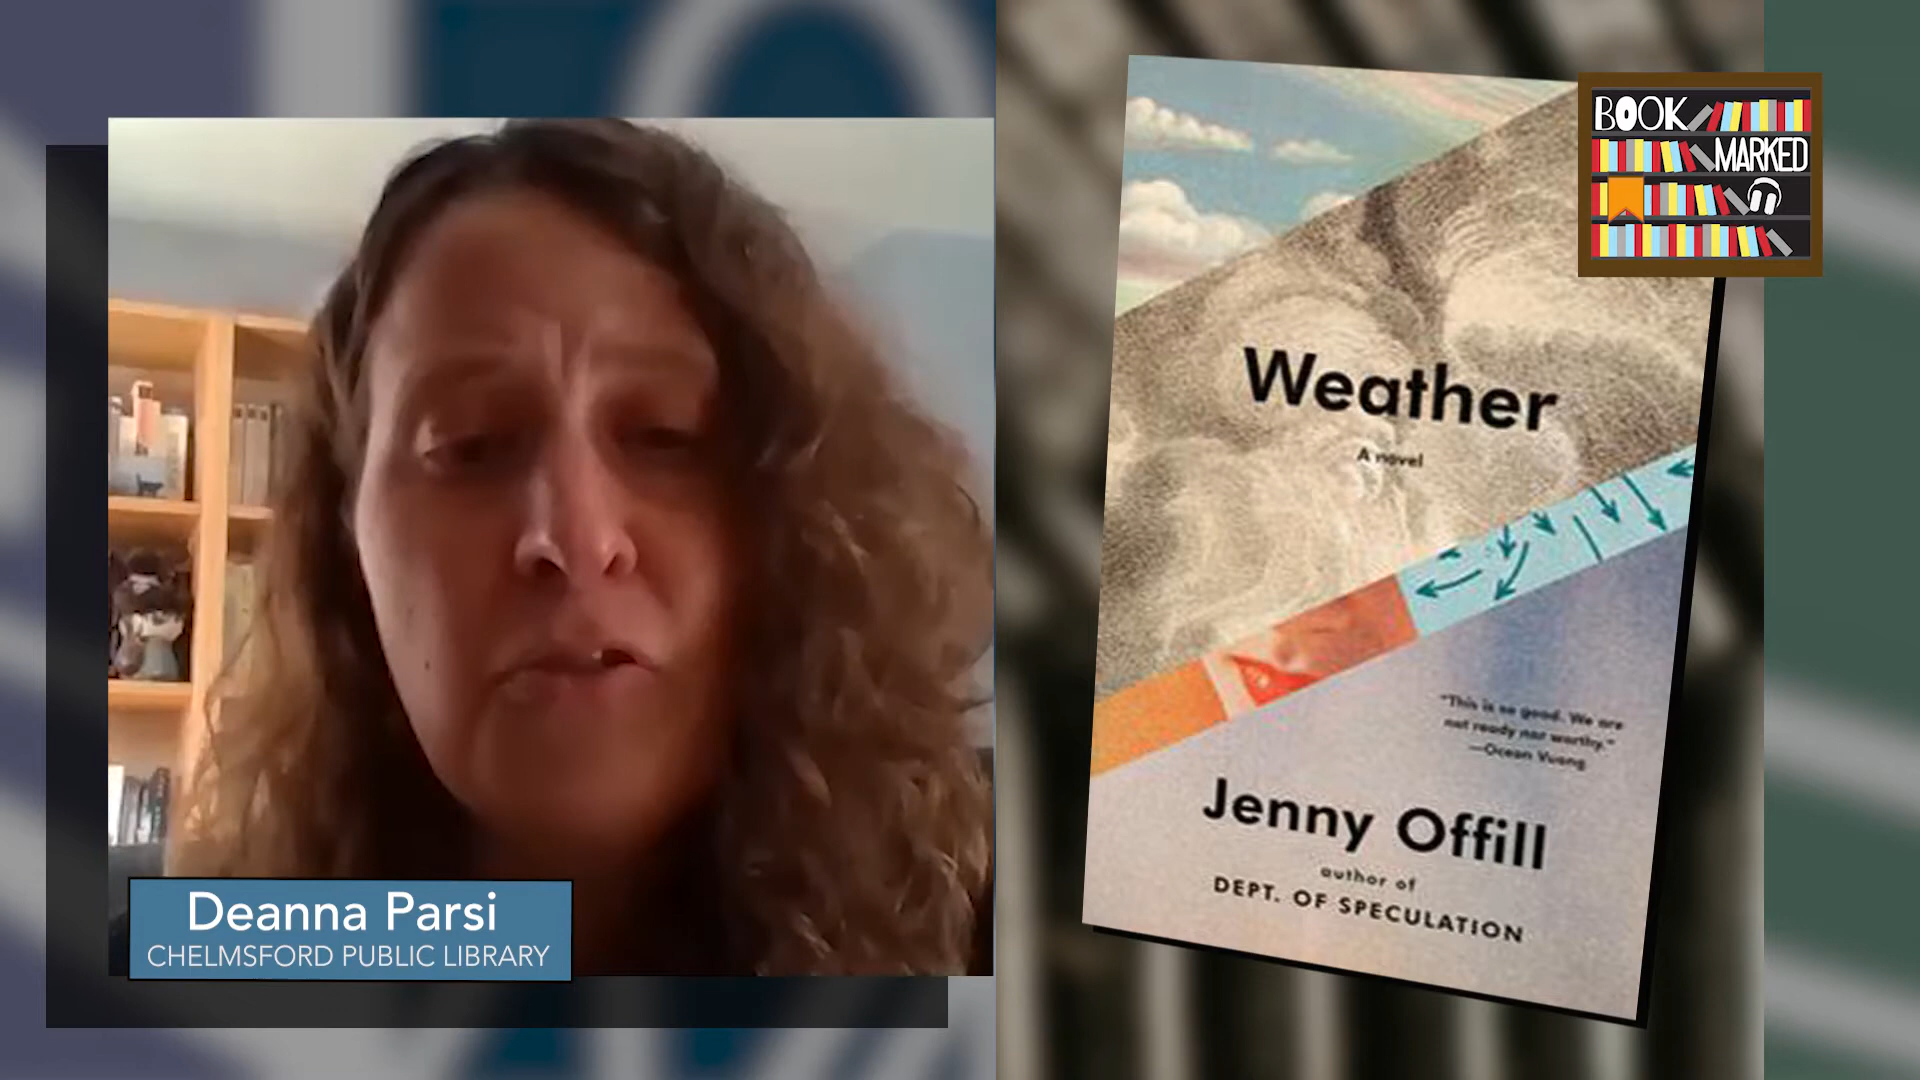 Deanna Parsi
CHELMSFORD PUBLIC LIBRARY
Weather
A novel
"This is so good. We are
not ready nor worthy."
—Ocean Vuong
Jenny Offill
author of
DEPT. OF SPECULATION
BOOK
MARKED